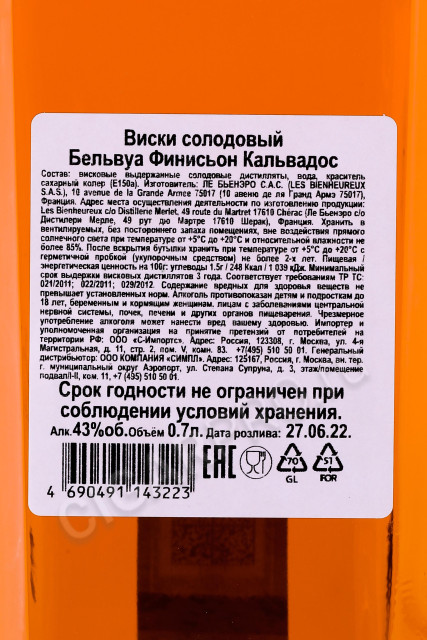 Виски солодовый
Бельвуа Финисьон Кальвадос
Состав: висковые выдержанные солодовые дистилляты, вода, краситель
сахарный колер (Е150а). Изготовитель: ЛЕ БЬЕНЭРО С.А.С. (LES BIENHEUREUX
S.A.S.), 10 avenue de la Grande Armee 75017 (10 авеню де ля Гранд Армэ 75017),
Франция. Адрес места осуществления деятельности по изготовлению продукции:
Les Bienheureux c/o Distillerie Merlet, 49 route du Martret 17610 Chérac (Ле Бьенэро с/о
Дистилери Мерле, 49 рут до Мартре 17610 Шерак), Франция. Хранить в
вентилируемых, без постороннего запаха помещениях, вне воздействия прямого
солнечного света при температуре от +5°С до +20°С и относительной влажности не
более 85%. После вскрытия бутылки хранить при температуре от +5°С до +20°С с
герметичной пробкой (укупорочным средством) не более 2-х лет. Пищевая /
энергетическая ценность на 100г: углеводы 1.5г / 248 Ккал / 1 039 кДж. Минимальный
срок выдержки висковых дистиллятов 3 года. Соответствует требованиям ТР ТС:
021/2011; 022/2011; 029/2012. Содержание вредных для здоровья веществ не
превышает установленных норм. Алкоголь противопоказан детям и подросткам до
18 лет, беременным и кормящим женщинам, лицам с заболеваниями центральной
нервной системы, почек, печени и других органов пищеварения. Чрезмерное
употребление алкоголя может нанести вред вашему здоровью. Импортер и
уполномоченная организация на принятие претензий от потребителей на
территории РФ: ООО «С-Импортс». Адрес: Россия, 123308, г. Москва, ул. 4-я
Магистральная, д. 11, стр. 2, пом. V, комн. 83. +7(495) 510 50 01. Генеральный
дистрибьютор: ООО КОМПАНИЯ «СИМПЛ». Адрес: 125167, Россия, г. Москва, вн. тер.
г. муниципальный округ Аэропорт, ул. Степана Супруна, д. 3, этаж/помещение
подвал/I-II, ком. 11, +7 (495) 510 50 01.
Срок годности не ограничен при
соблюдении условий хранения.
Алк.43%об.Объём 0.7л. Дата розлива: 27.06.22.
EAC
70
GL
51
FOR
4 690491 143223